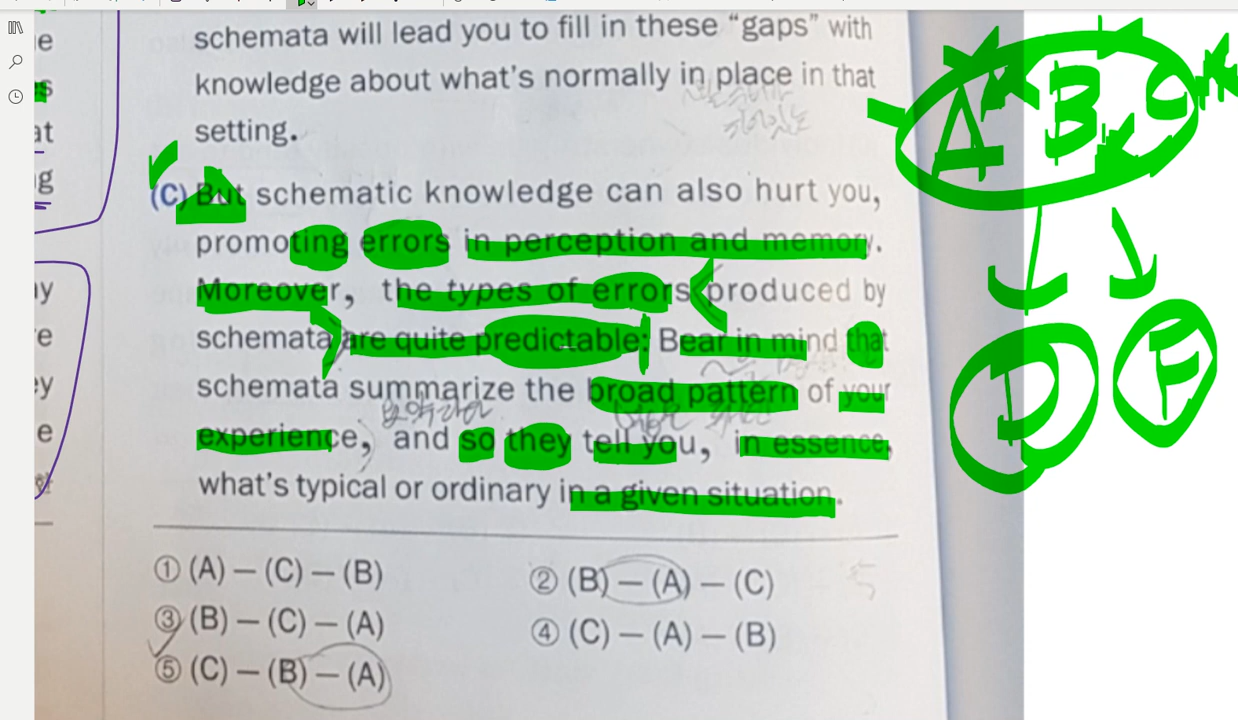 e
s
at
g
ny
e
ey
e
schemata will lead you to fill in these “gaps” with
knowledge about what's normally in place in that
setting.
(C) But schematic knowledge can also hurt you,
promoting errors in perception and memory.
Moreover, the types of errors produced by
schemata are quite predictable: Bear in mind that
schemata summarize the broad pattern of your
experience, and so they tell you, in essence,
what's typical or ordinary in a given situation.
① (A) – (C) – (B)
② (B) – (A) – (C)
③ (B) – (C) – (A)
④ (C) – (A) – (B)
⑤ (C) – (B) – (A)
A B C
D F